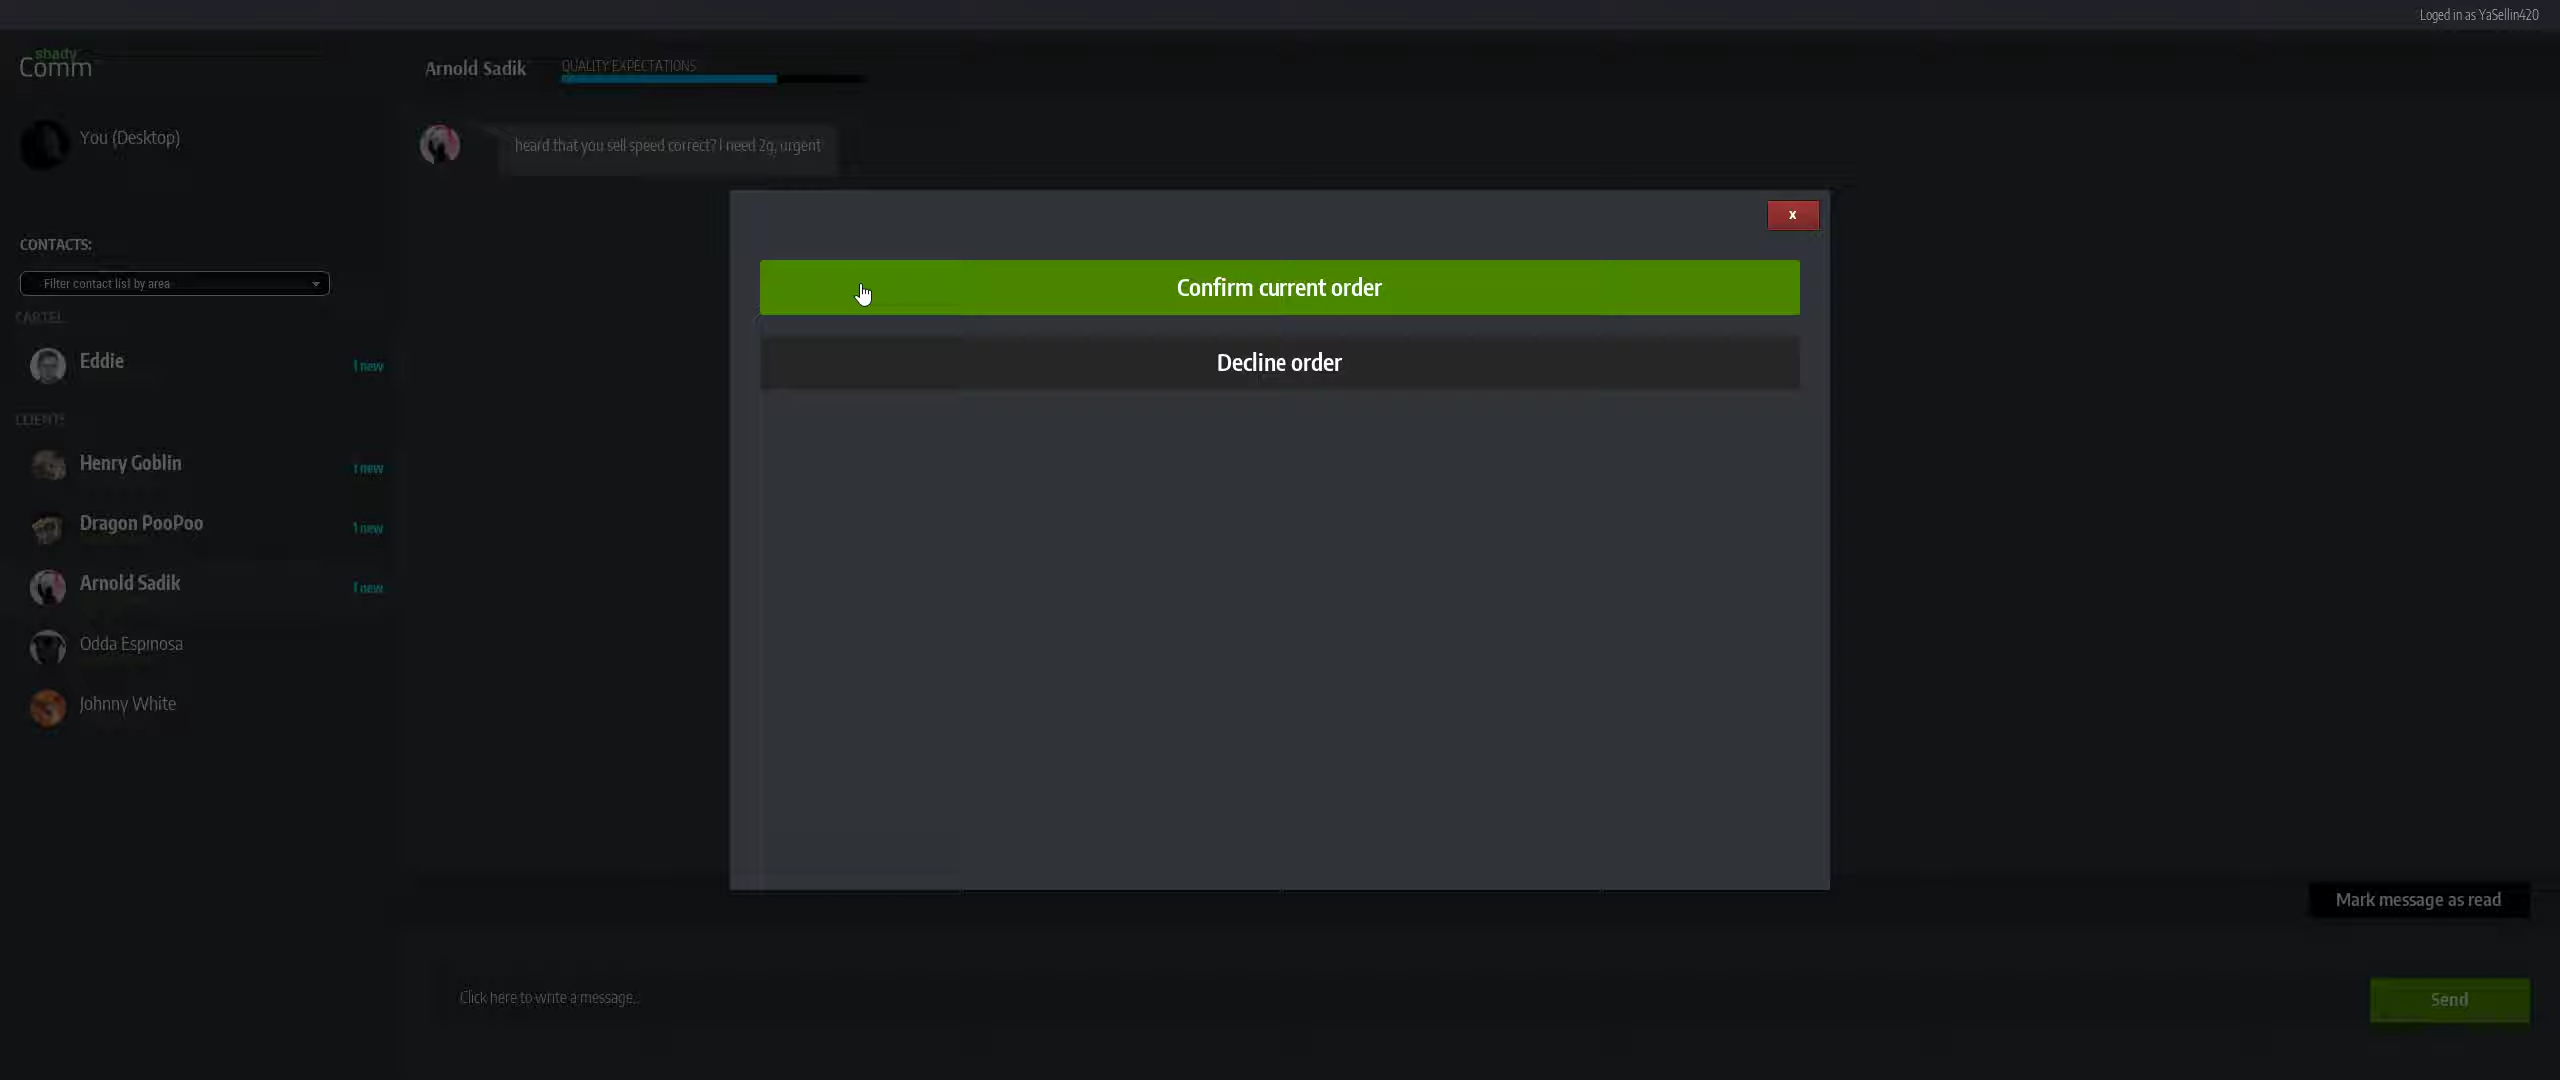 Loged in as YaSellin420
shady
Comm
Arnold Sadik
QUALITY EXPECTATIONS
You (Desktop)
heard that you sell speed correct? I need 2g, urgent
x
CONTACTS:
Filter contact list by area
Confirm current order
CARTEL
Decline order
Eddie
1 new
CLIENTS
Henry Goblin
1 new
Dragon PooPoo
1 new
Arnold Sadik
1 new
Odda Espinosa
Johnny White
Mark message as read
Click here to write a message...
Send